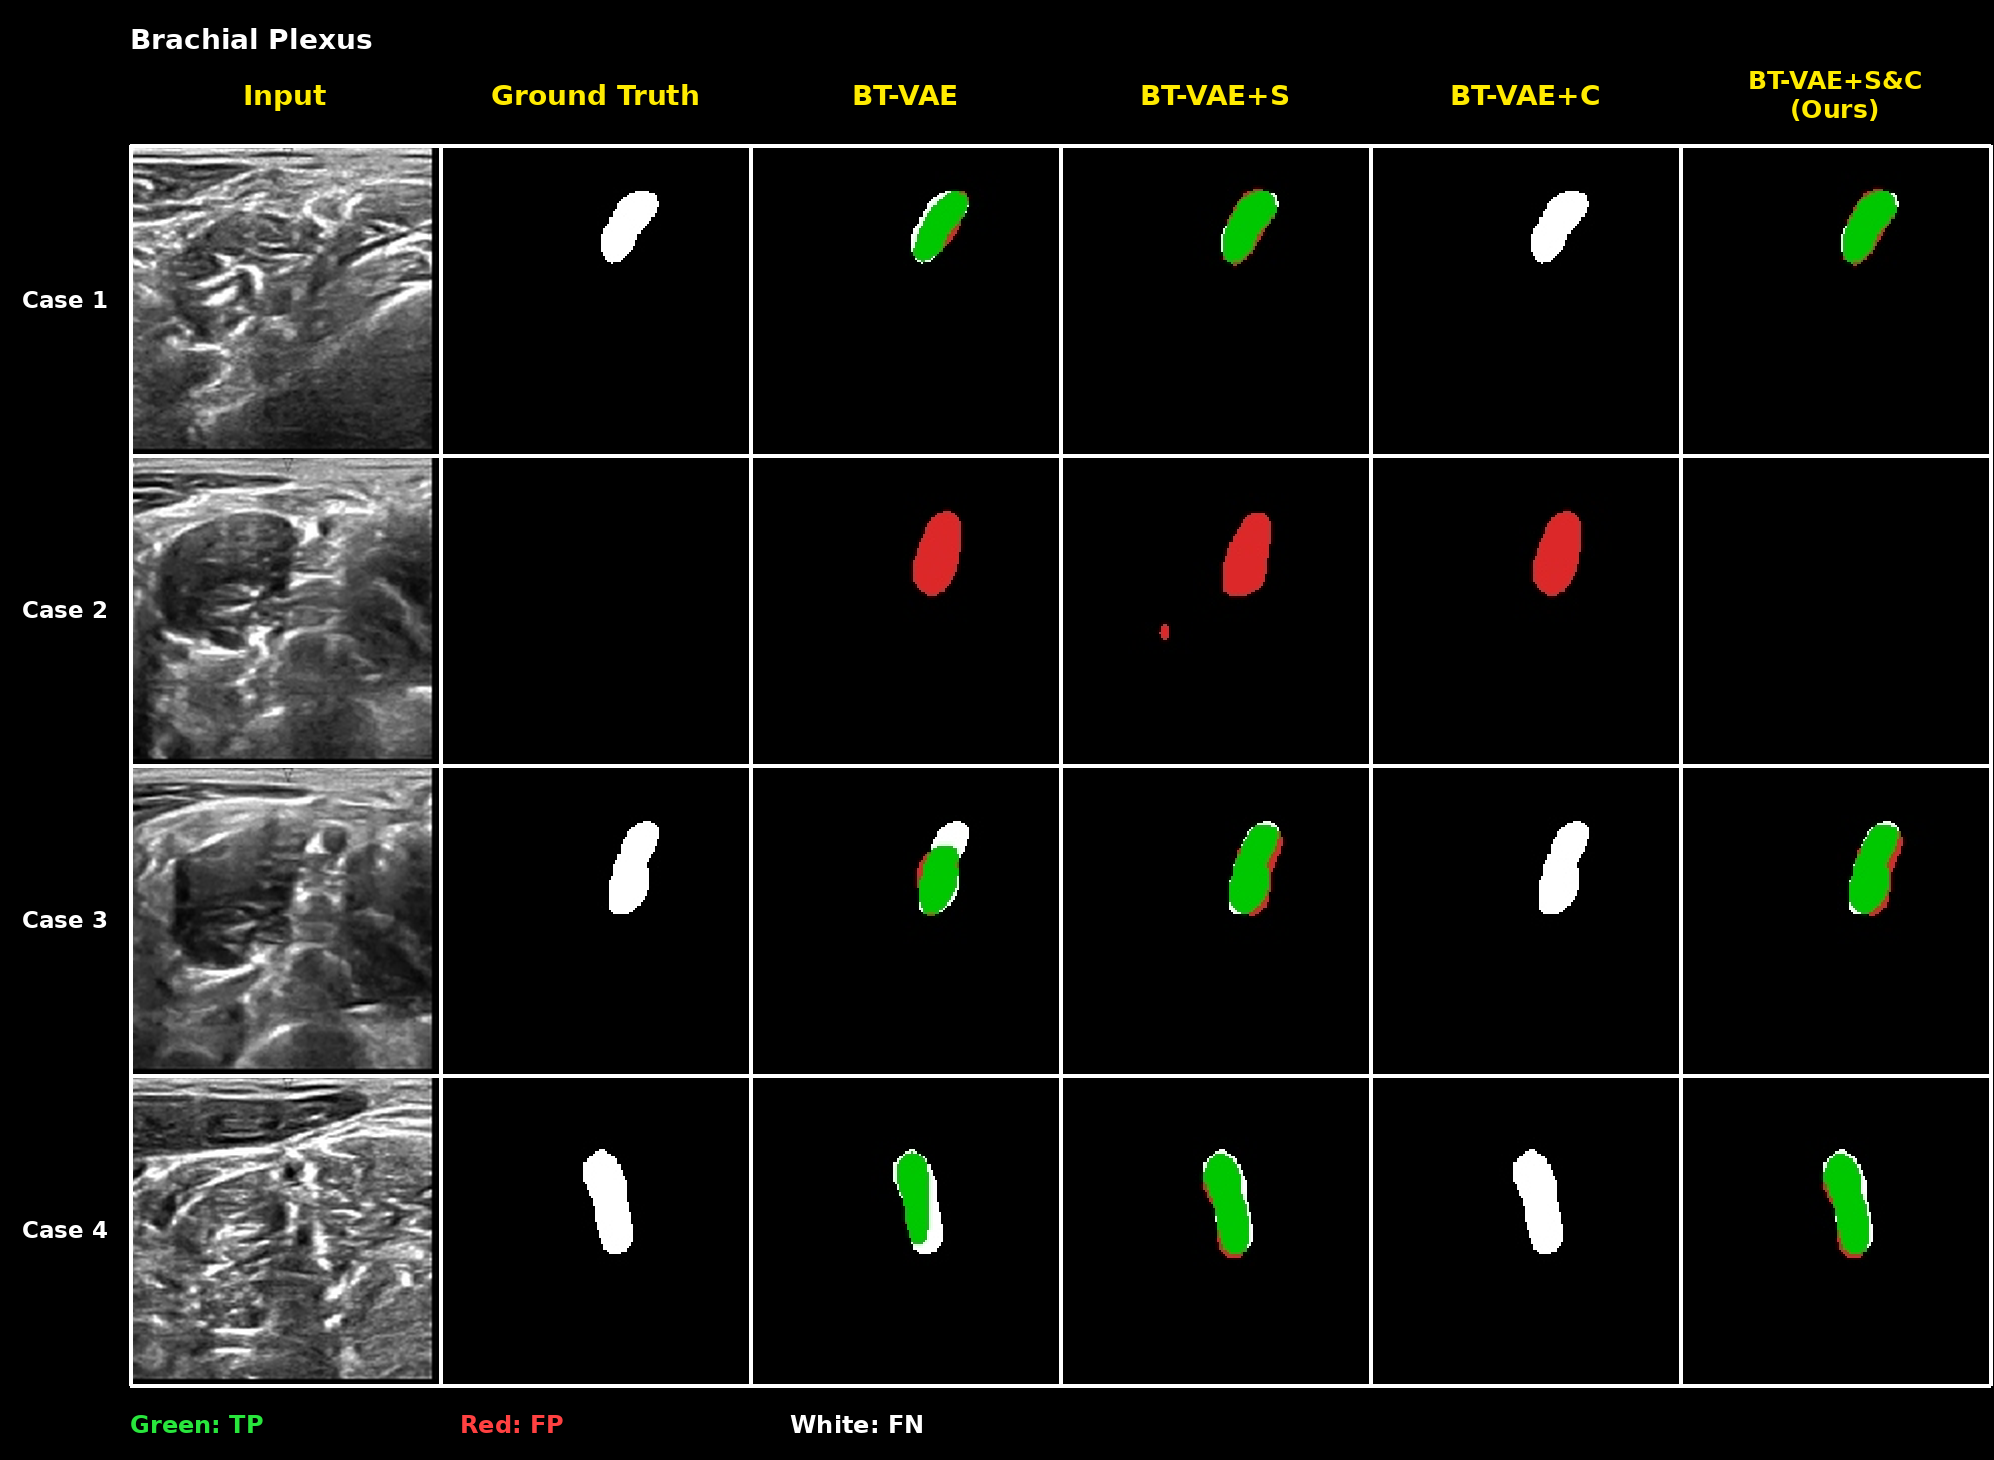 Brachial Plexus
Input
Ground Truth
BT-VAE
BT-VAE+S
BT-VAE+C
BT-VAE+S&C
(Ours)
Case 1
Case 2
Case 3
Case 4
Green: TP
Red: FP
White: FN